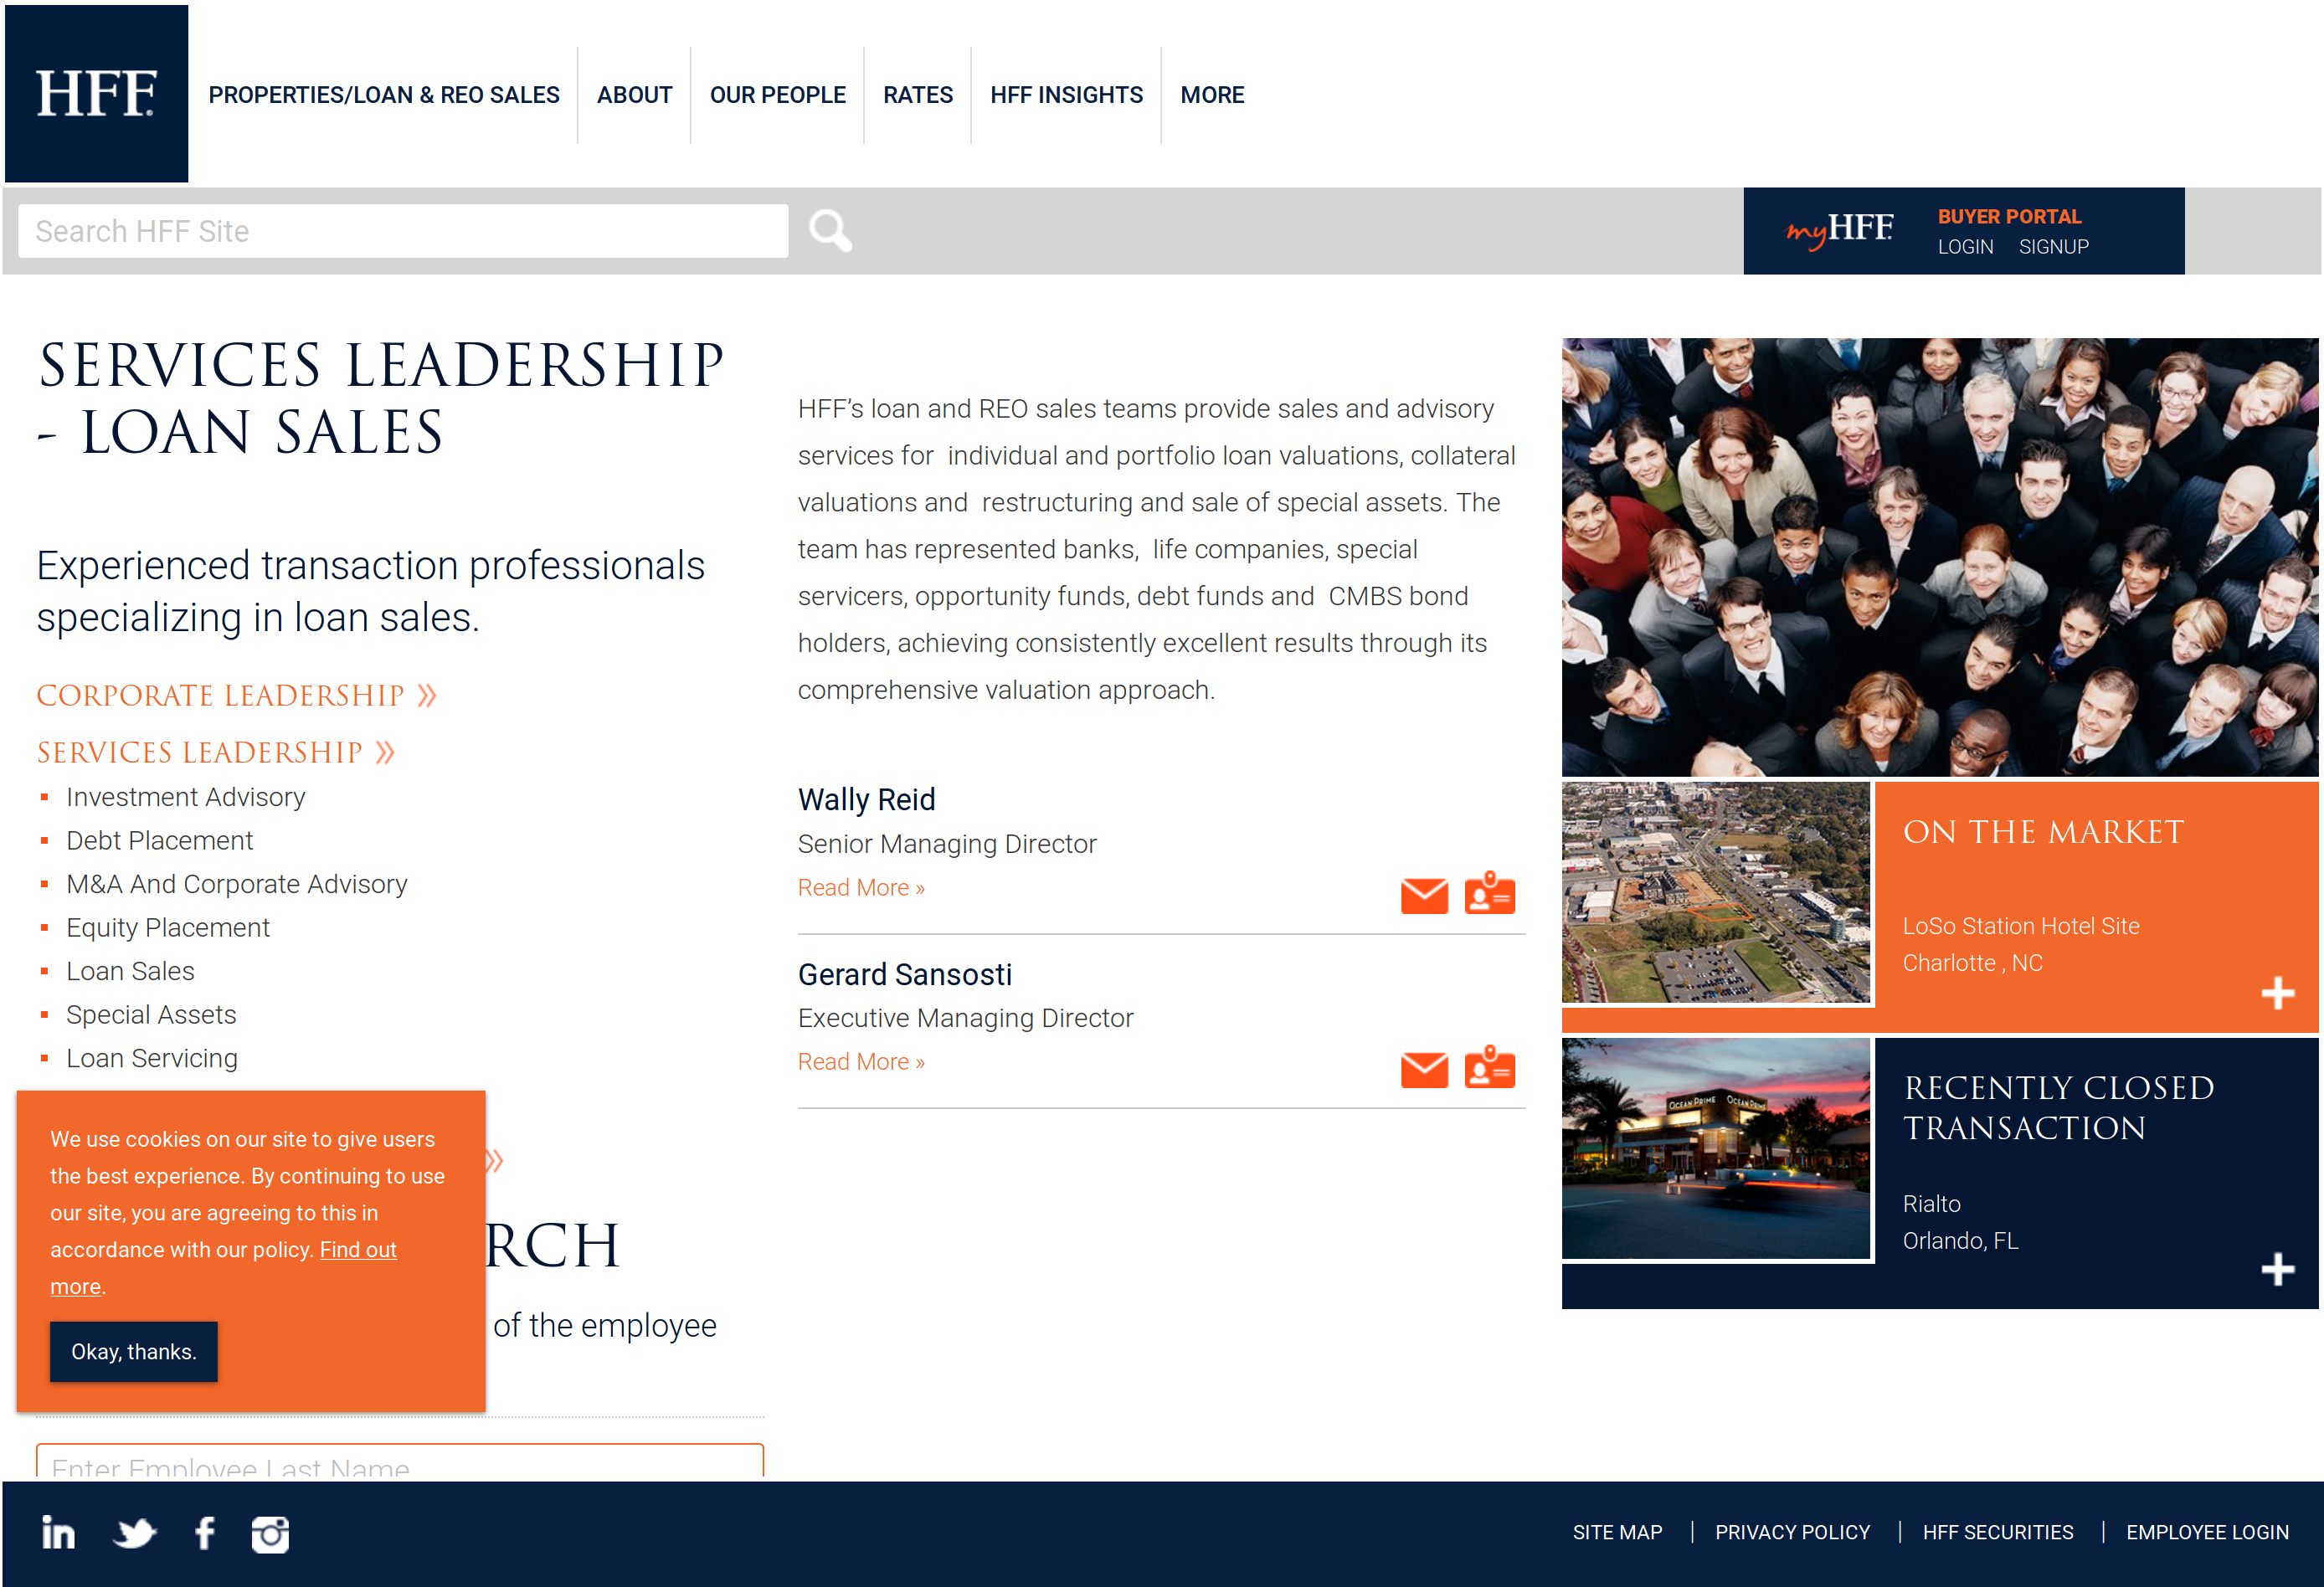 HFF
PROPERTIES/LOAN & REO SALES
ABOUT
OUR PEOPLE
RATES
HFF INSIGHTS
MORE
Search HFF Site
myHFF
BUYER PORTAL
LOGIN SIGNUP
SERVICES LEADERSHIP
- LOAN SALES
Experienced transaction professionals
specializing in loan sales.
CORPORATE LEADERSHIP »
SERVICES LEADERSHIP »
Investment Advisory
Debt Placement
M&A And Corporate Advisory
Equity Placement
Loan Sales
Special Assets
Loan Servicing
»
RCH
of the employee
We use cookies on our site to give users
the best experience. By continuing to use
our site, you are agreeing to this in
accordance with our policy. Find out
more.
Okay, thanks.
Enter Employee Last Name
HFF’s loan and REO sales teams provide sales and advisory
services for individual and portfolio loan valuations, collateral
valuations and restructuring and sale of special assets. The
team has represented banks, life companies, special
servicers, opportunity funds, debt funds and CMBS bond
holders, achieving consistently excellent results through its
comprehensive valuation approach.
Wally Reid
Senior Managing Director
Read More »
Gerard Sansosti
Executive Managing Director
Read More »
ON THE MARKET
LoSo Station Hotel Site
Charlotte , NC
OCEAN PRIME OCEAN PRIME
RECENTLY CLOSED
TRANSACTION
Rialto
Orlando, FL
SITE MAP | PRIVACY POLICY | HFF SECURITIES | EMPLOYEE LOGIN